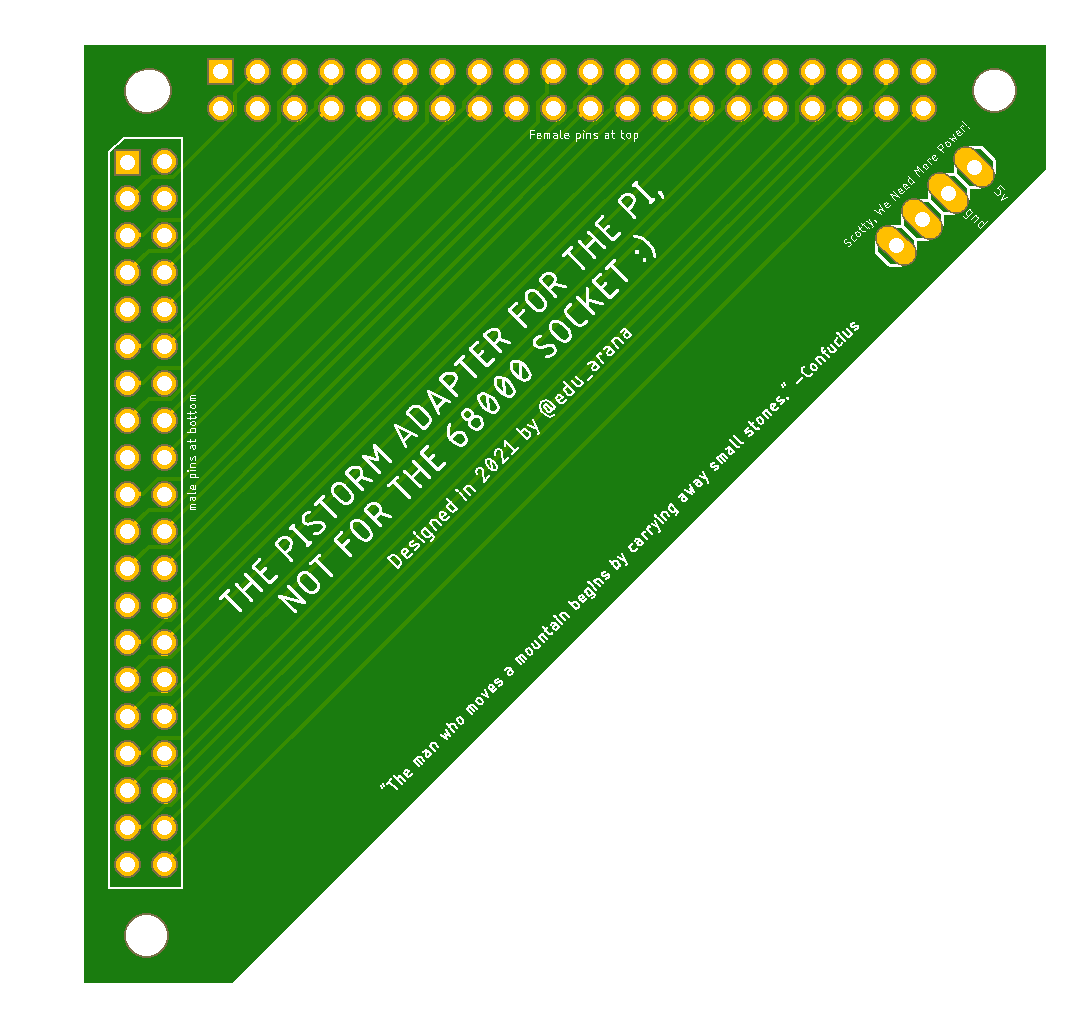 Female pins at top
Scotty, We Need More Power!
5v
gnd
male pins at bottom
THE PISTORM ADAPTER FOR THE PI,
NOT FOR THE 68000 SOCKET :)
Designed in 2021 by @edu_arana
"The man who moves a mountain begins by carrying away small stones." -Confucius